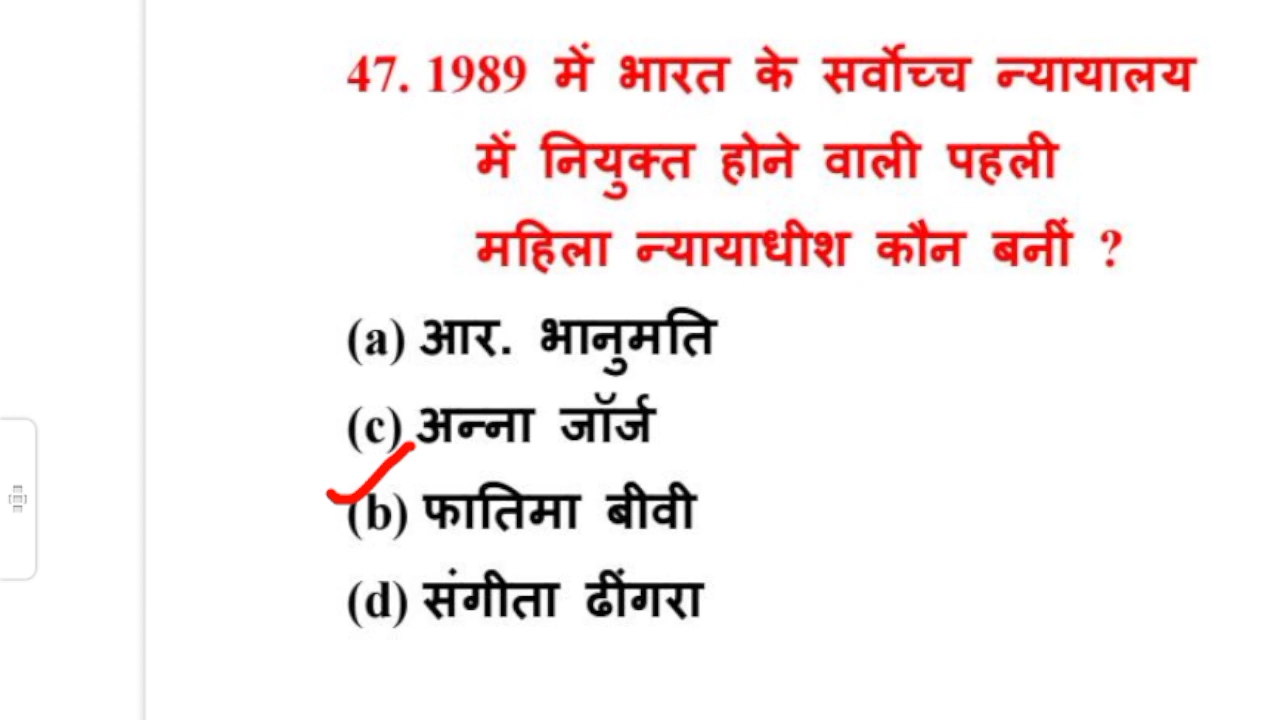 47. 1989 में भारत के सर्वोच्च न्यायालय
में नियुक्त होने वाली पहली
महिला न्यायाधीश कौन बनीं ?
(a) आर. भानुमति
(c) अन्ना जॉर्ज
(b) फातिमा बीवी
(d) संगीता ढींगरा